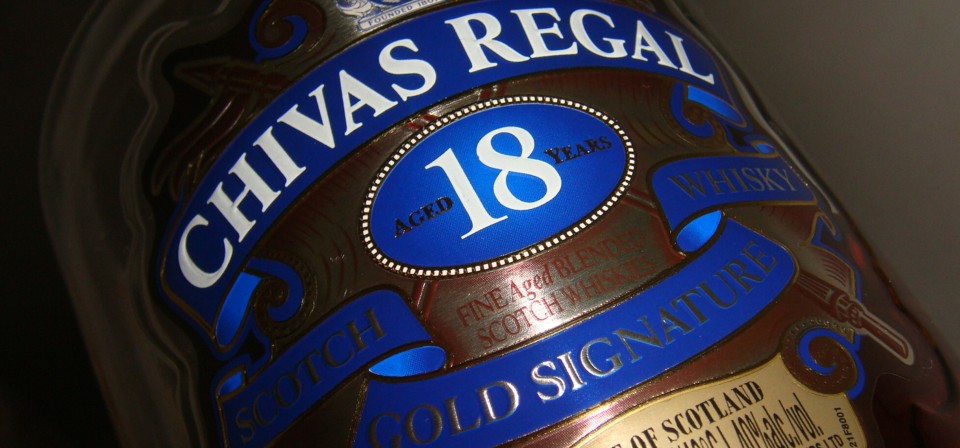 FOUNDED 1801
CHIVAS REGAL
AGED 18 YEARS
SCOTCH WHISKY
FINE Aged BLENDED
SCOTCH WHISKIES
GOLD SIGNATURE
OF SCOTLAND
40%alc./vol.